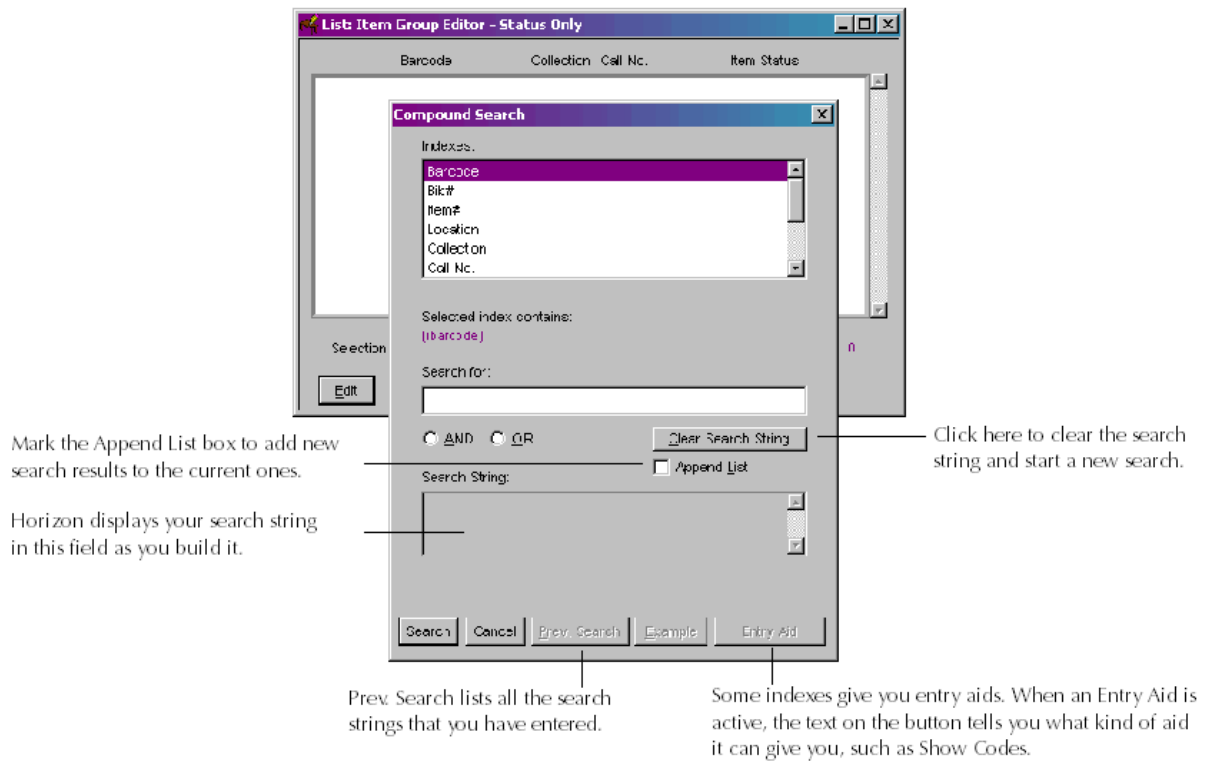 List: Item Group Editor - Status Only
Barcode Collection Call No. Item Status
Compound Search
Indexes:
Barcode
Bib#
Item#
Location
Collection
Call No.
Selected index contains:
[ibarcode]
Selection
0
Search for:
Edit
AND OR Clear Search String
Mark the Append List box to add new
search results to the current ones.
Click here to clear the search
string and start a new search.
Append List
Search String:
Horizon displays your search string
in this field as you build it.
Search Cancel Prev. Search Example Entry Aid
Prev. Search lists all the search
strings that you have entered.
Some indexes give you entry aids. When an Entry Aid is
active, the text on the button tells you what kind of aid
it can give you, such as Show Codes.